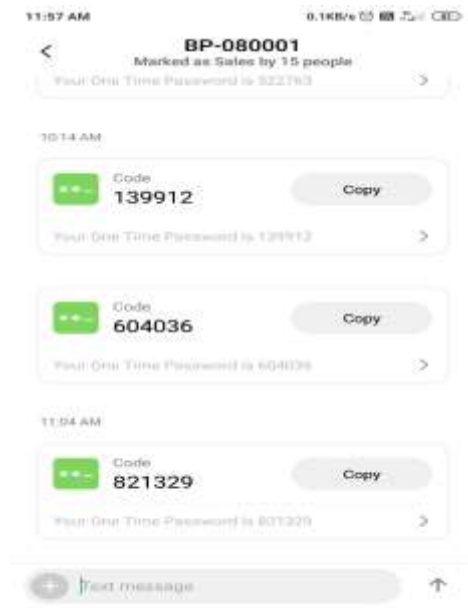 11:57 AM 0.1KB/s
BP-080001
Marked as Sales by 15 people
Your One Time Password is 522763
10:14 AM
Code
139912
Copy
Your One Time Password is 139912
Code
604036
Copy
Your One Time Password is 604036
11:04 AM
Code
821329
Copy
Your One Time Password is 821329
Text message